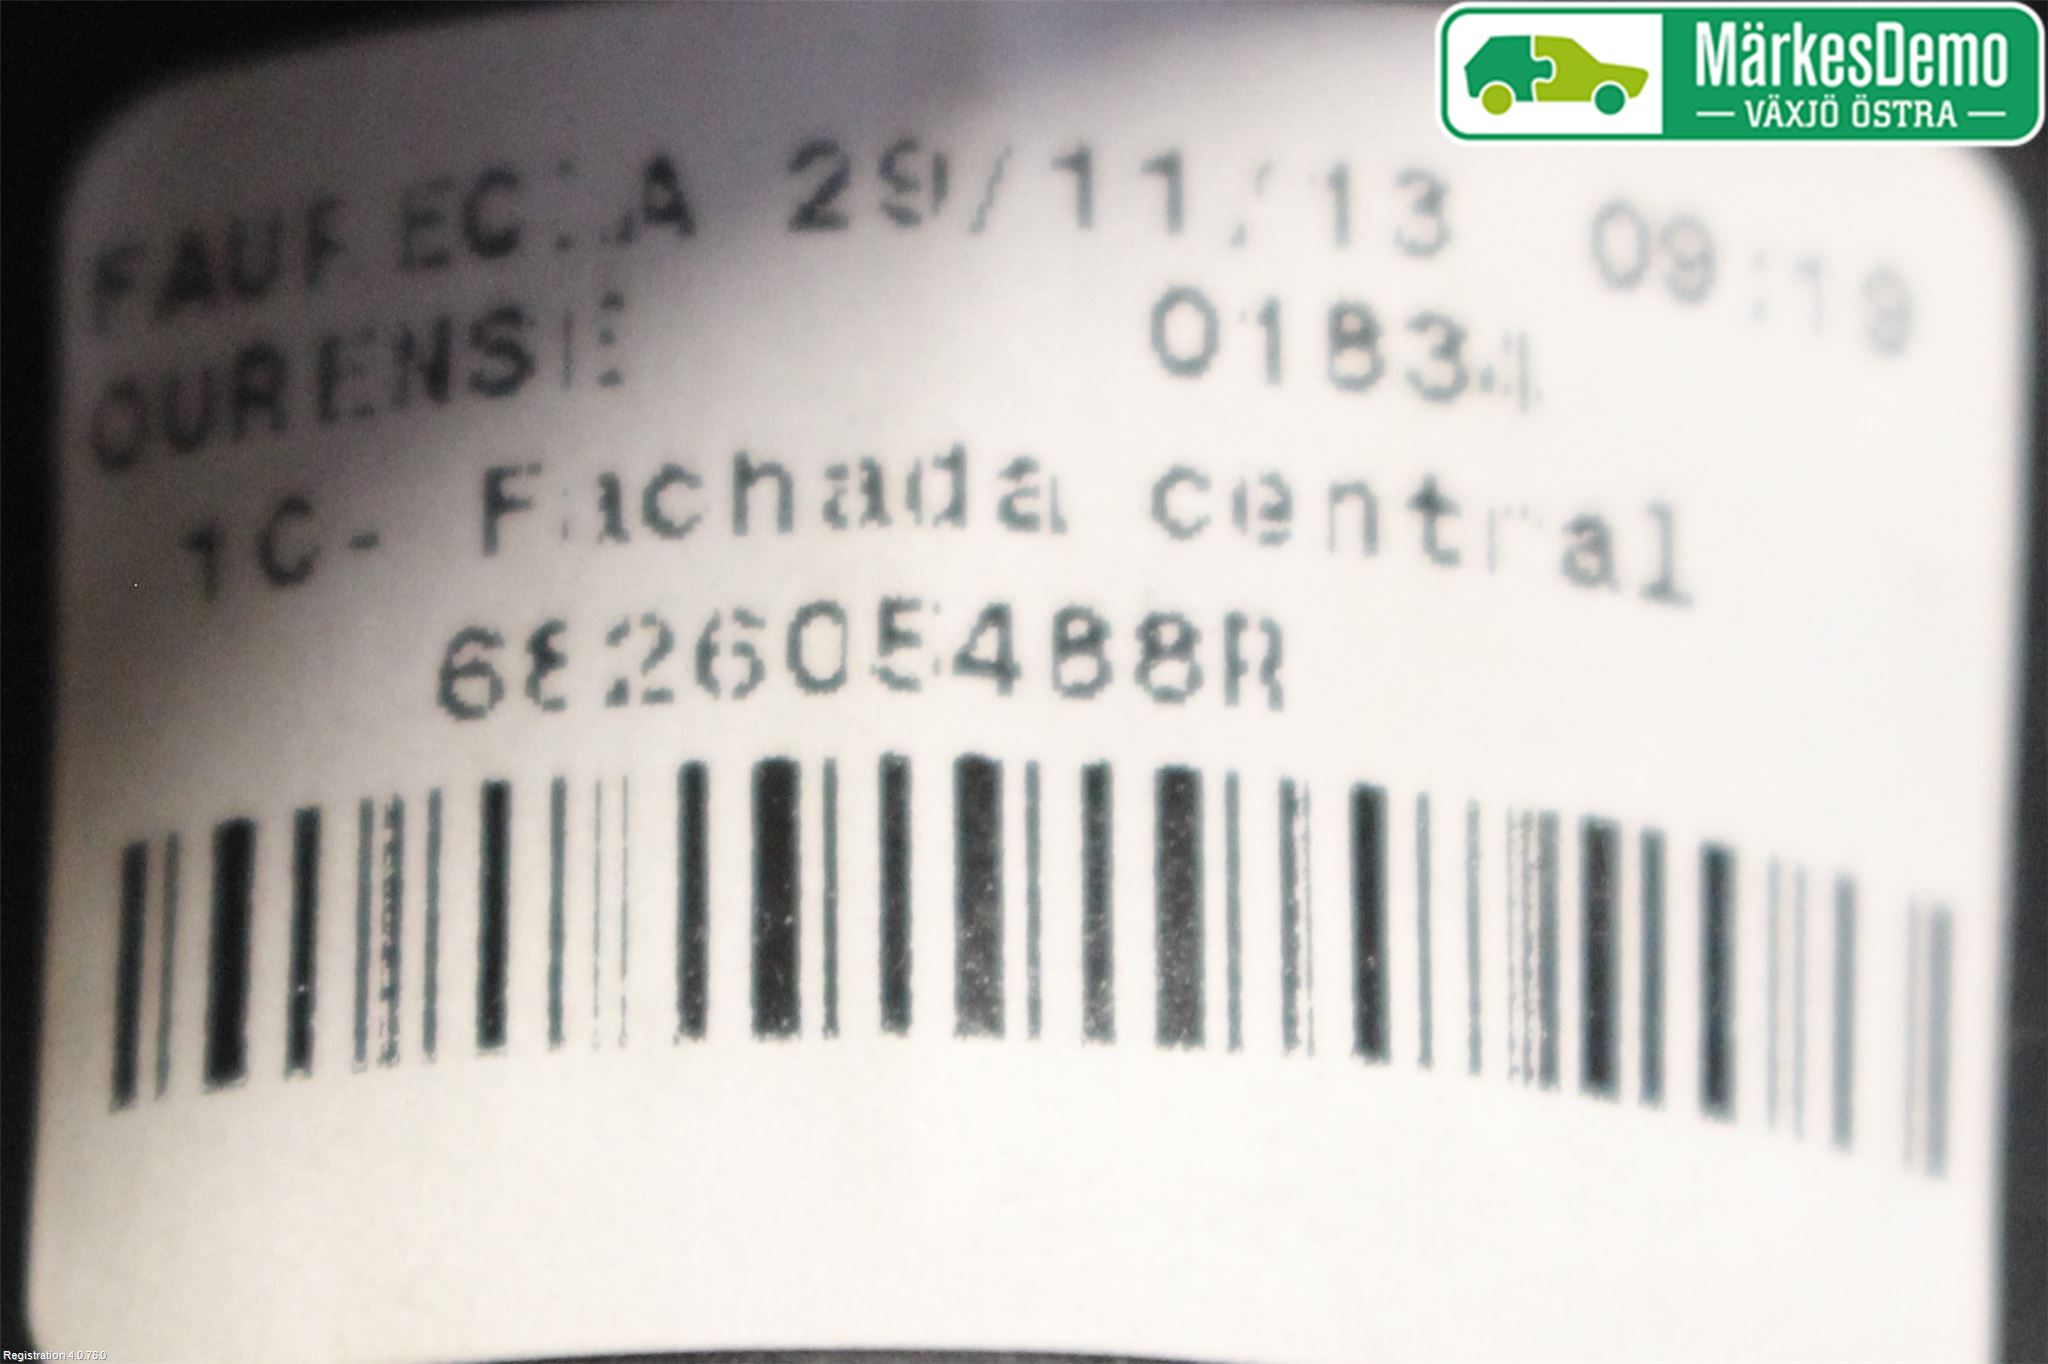 MärkesDemo
VÄXJÖ ÖSTRA
FAURECIA 29/11/13 09:19
OURENSE 01834
1C- Fachada central
682605488R
Registration 4.0.76.0